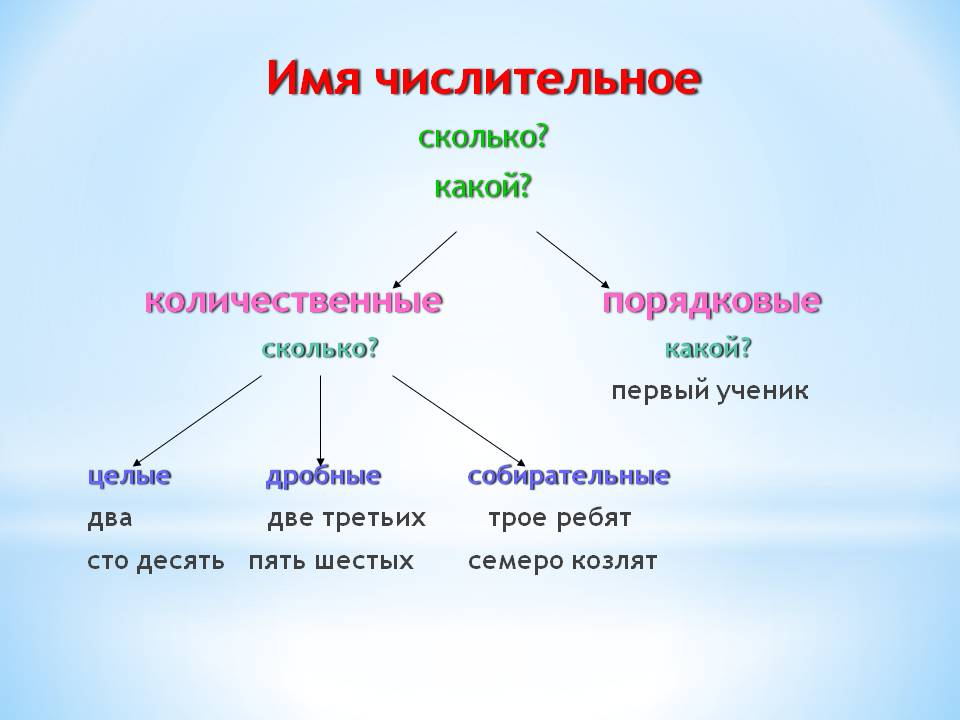 Имя числительное
сколько?
какой?
количественные порядковые
сколько? какой?
первый ученик
целые дробные собирательные
два две третьих трое ребят
сто десять пять шестых семеро козлят